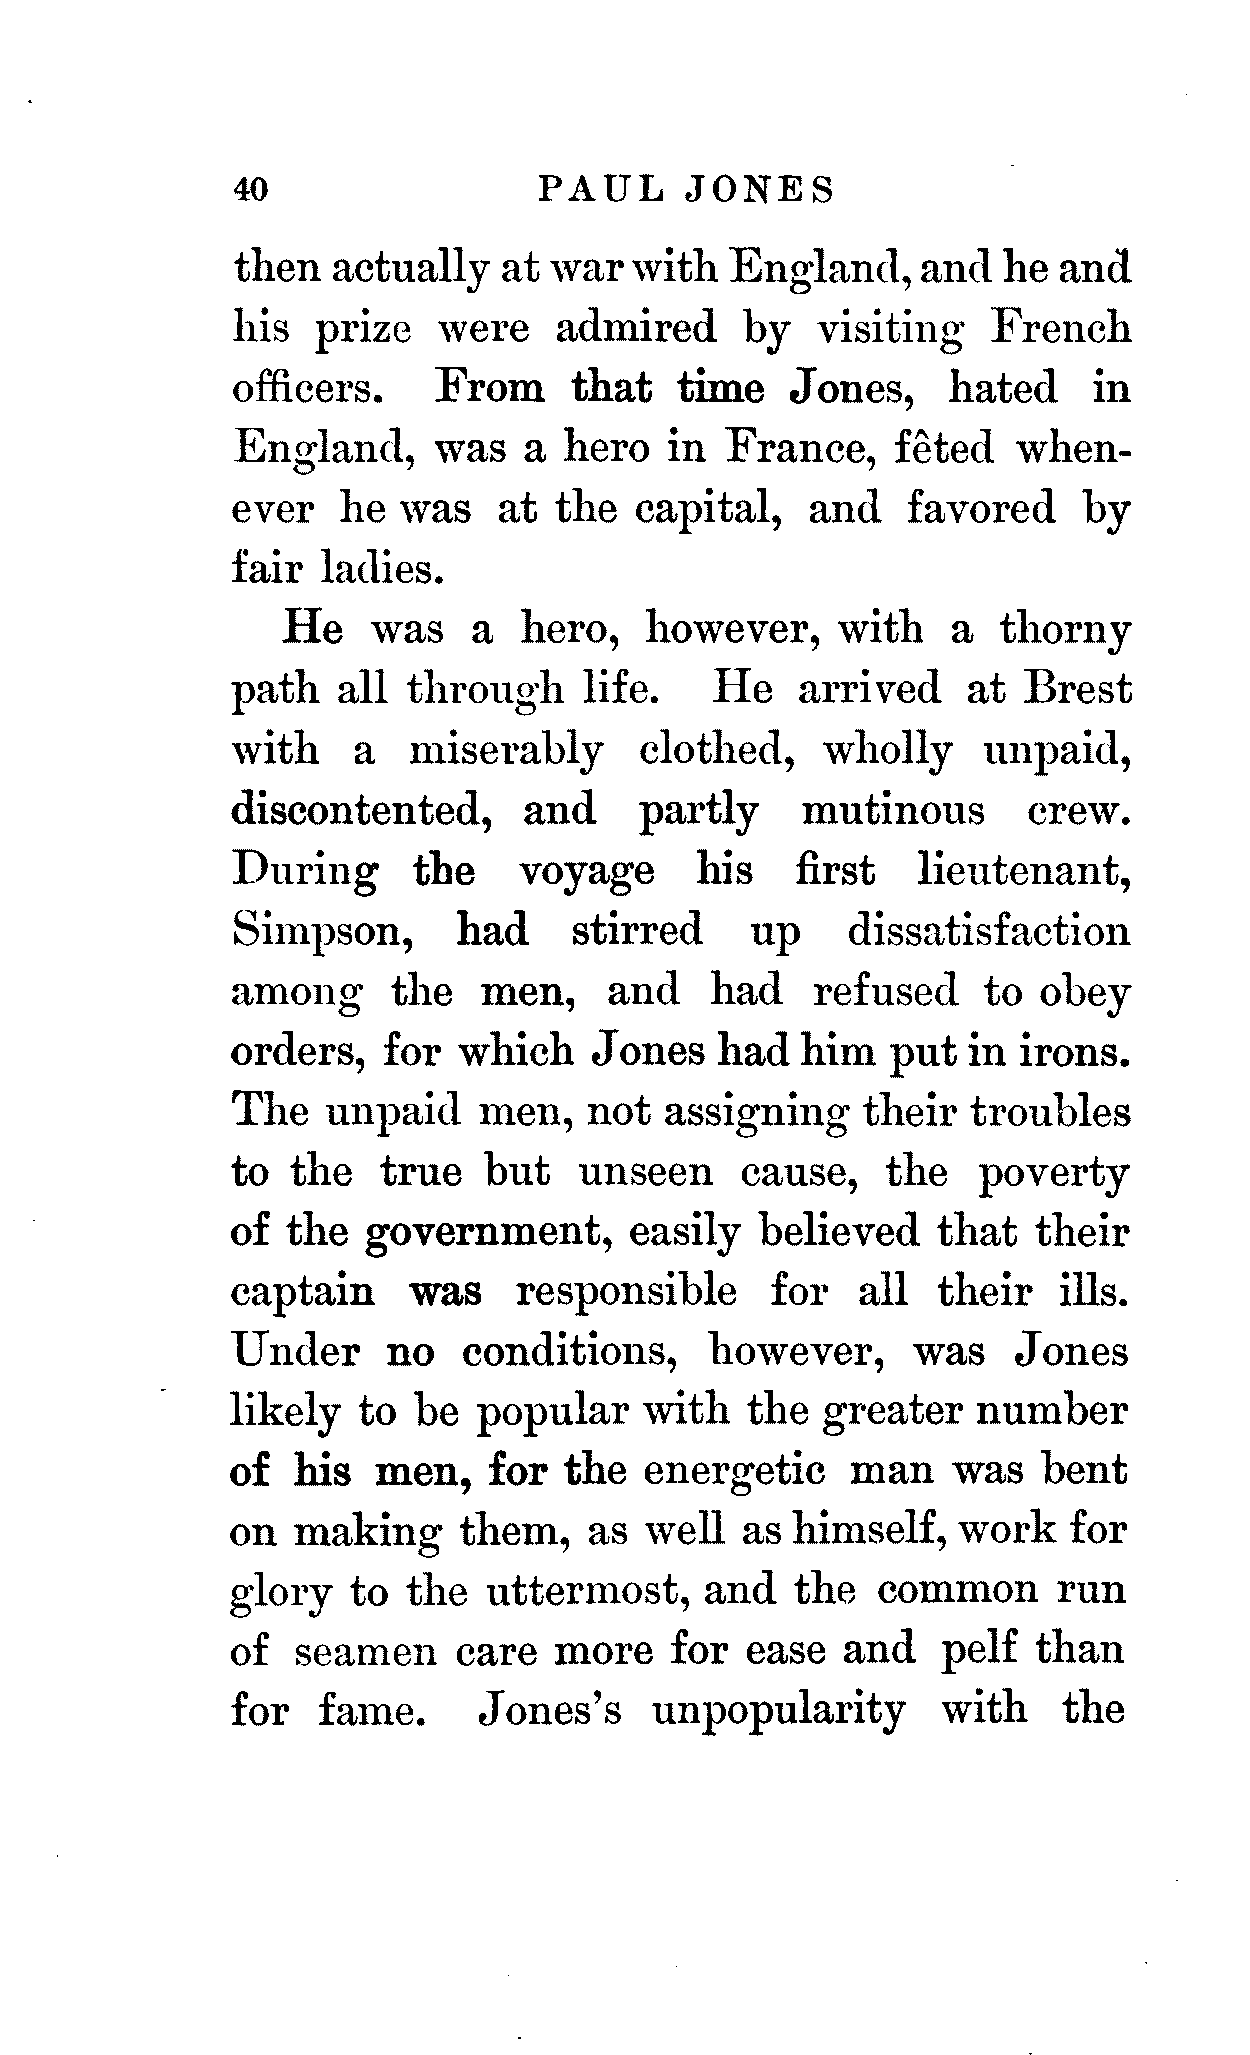 40 PAUL JONES
then actually at war with England, and he and
his prize were admired by visiting French
officers. From that time Jones, hated in
England, was a hero in France, fêted when-
ever he was at the capital, and favored by
fair ladies.
He was a hero, however, with a thorny
path all through life. He arrived at Brest
with a miserably clothed, wholly unpaid,
discontented, and partly mutinous crew.
During the voyage his first lieutenant,
Simpson, had stirred up dissatisfaction
among the men, and had refused to obey
orders, for which Jones had him put in irons.
The unpaid men, not assigning their troubles
to the true but unseen cause, the poverty
of the government, easily believed that their
captain was responsible for all their ills.
Under no conditions, however, was Jones
likely to be popular with the greater number
of his men, for the energetic man was bent
on making them, as well as himself, work for
glory to the uttermost, and the common run
of seamen care more for ease and pelf than
for fame. Jones's unpopularity with the